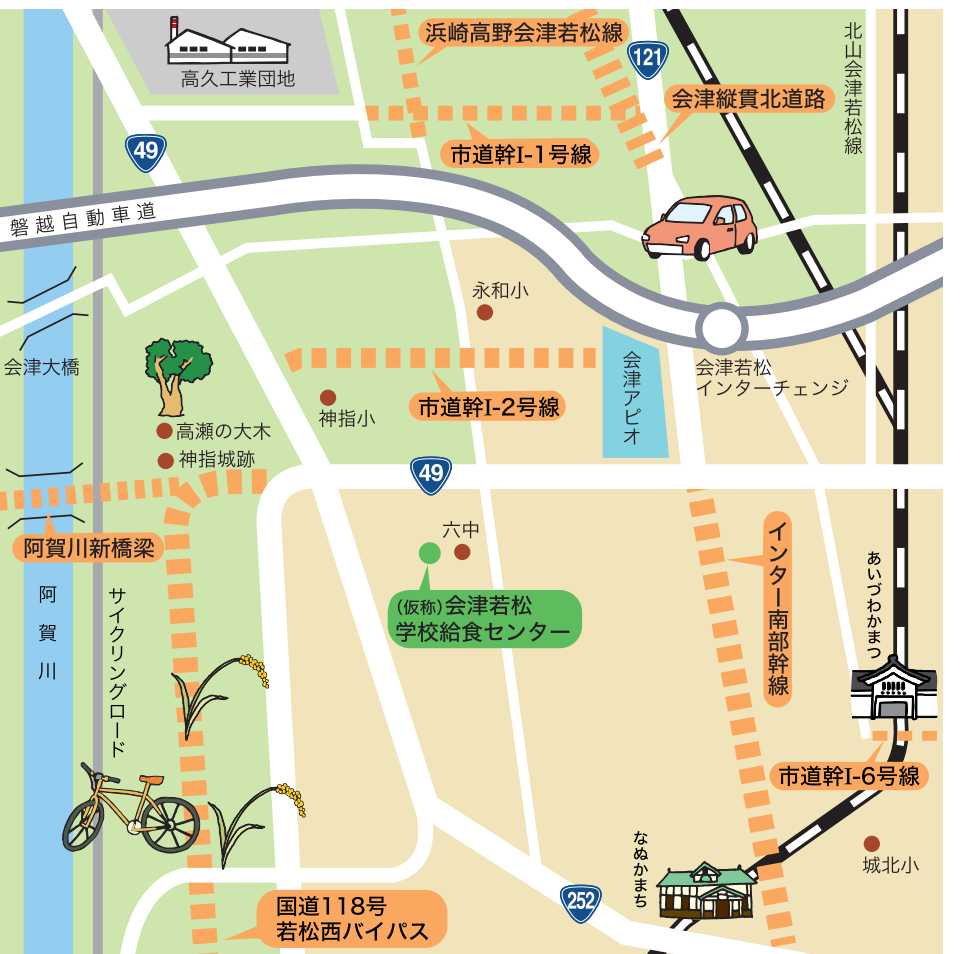 浜崎高野会津若松線
121
北山会津若松線
高久工業団地
会津縦貫北道路
49
市道幹I-1号線
磐越自動車道
永和小
会津大橋
会津アピオ
会津若松
インターチェンジ
市道幹I-2号線
神指小
高瀬の大木
神指城跡
49
六中
阿賀川新橋梁
インター南部幹線
あいづわかまつ
阿賀川
サイクリングロード
(仮称)会津若松
学校給食センター
市道幹I-6号線
なぬかまち
城北小
252
国道118号
若松西バイパス